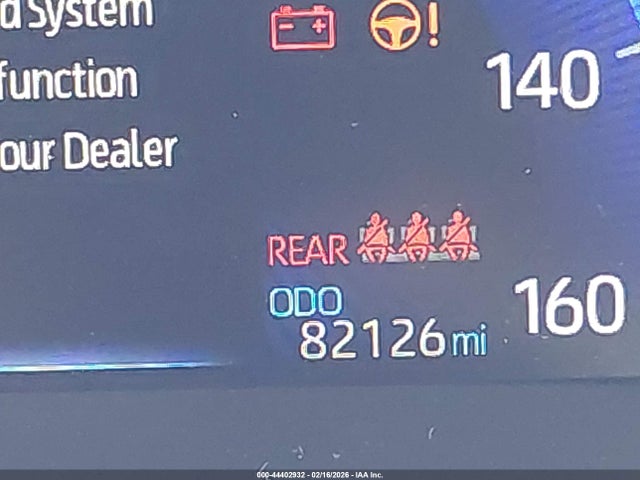 d System
function
our Dealer
140
REAR
ODO
82126 mi
160
000-44402932 - 02/16/2026 - IAA Inc.